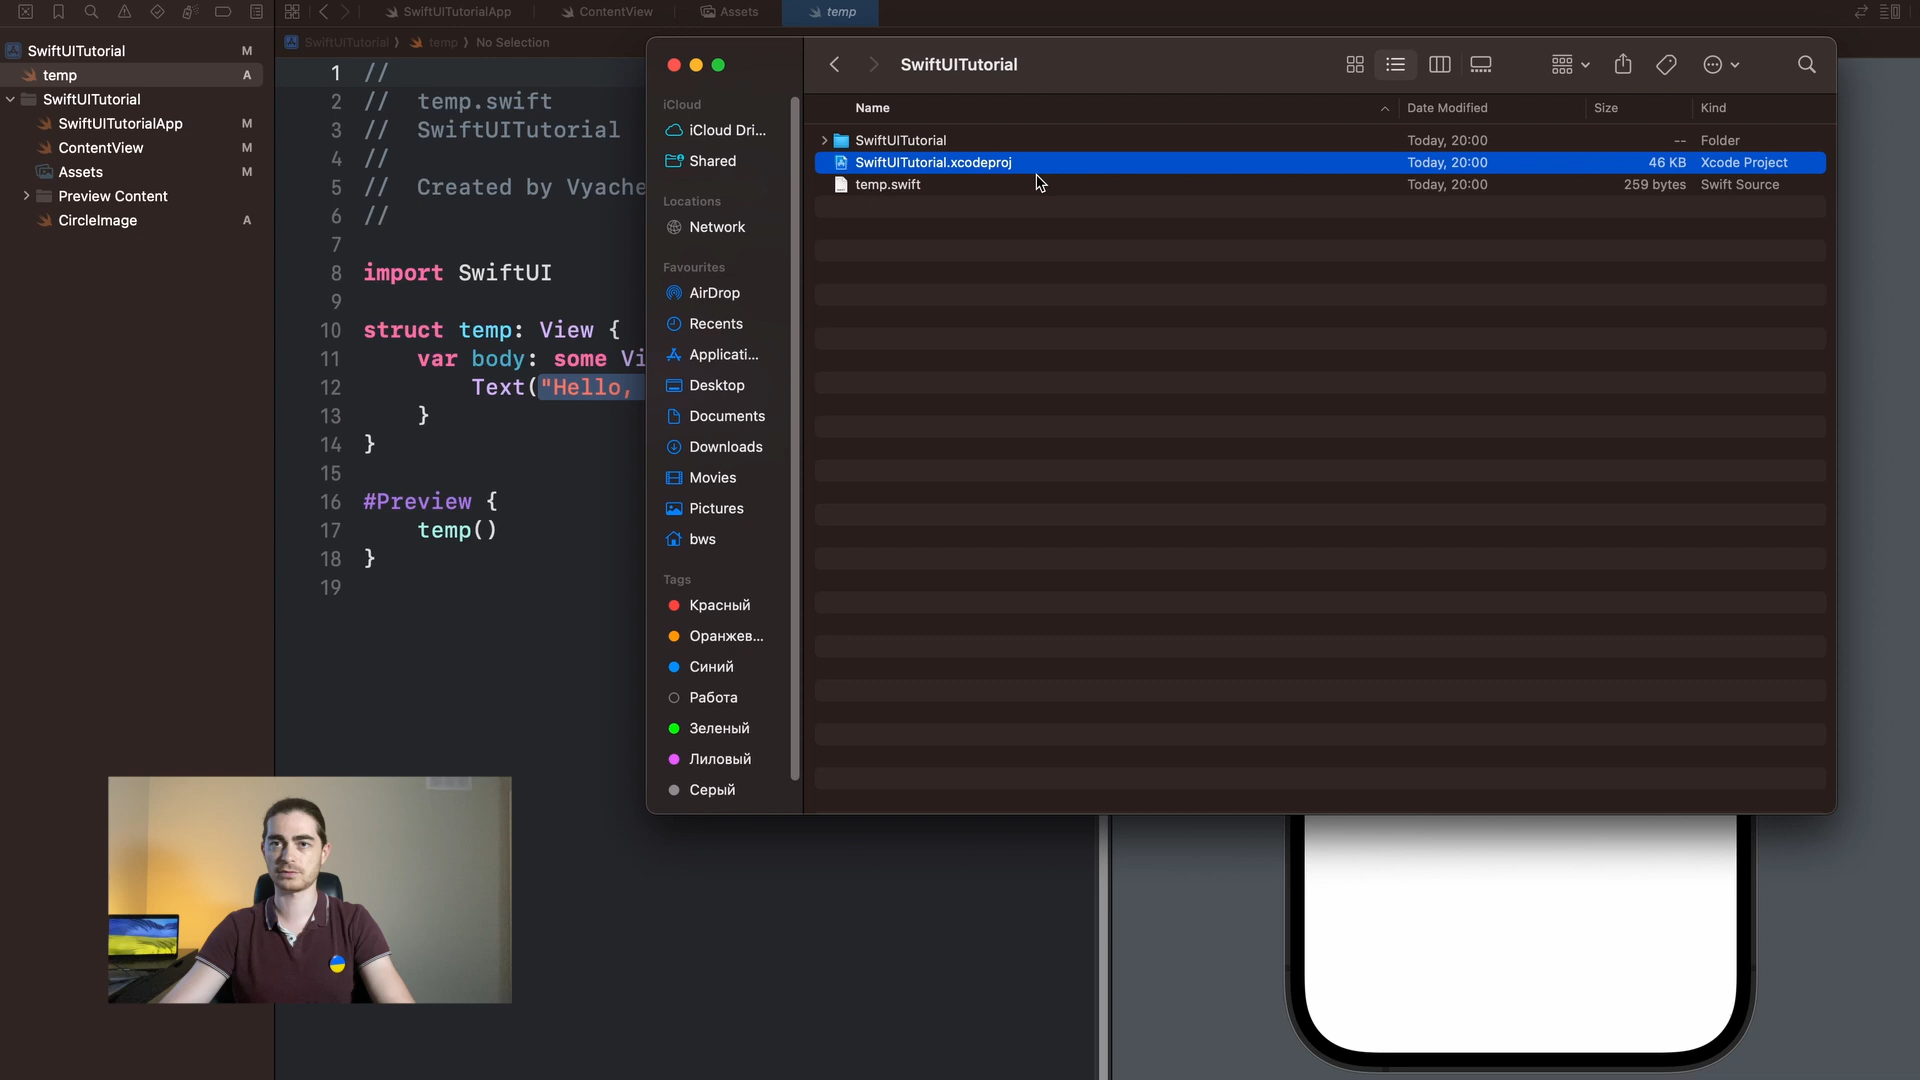 SwiftUITutorialApp
ContentView
Assets
temp
SwiftUITutorial M
temp A
SwiftUITutorial
SwiftUITutorialApp M
ContentView M
Assets M
Preview Content
CircleImage A
SwiftUITutorial ⟩ temp ⟩ No Selection
1 //
2 // temp.swift
3 // SwiftUITutorial
4 //
5 // Created by Vyache
6 //
7
8 import SwiftUI
9
10 struct temp: View {
11 var body: some Vi
12 Text("Hello,
13 }
14 }
15
16 #Preview {
17 temp()
18 }
19
SwiftUITutorial
iCloud
iCloud Dri...
Shared
Locations
Network
Favourites
AirDrop
Recents
Applicati...
Desktop
Documents
Downloads
Movies
Pictures
bws
Tags
Красный
Оранжев...
Синий
Работа
Зеленый
Лиловый
Серый
Name Date Modified Size Kind
SwiftUITutorial Today, 20:00 -- Folder
SwiftUITutorial.xcodeproj Today, 20:00 46 KB Xcode Project
temp.swift Today, 20:00 259 bytes Swift Source